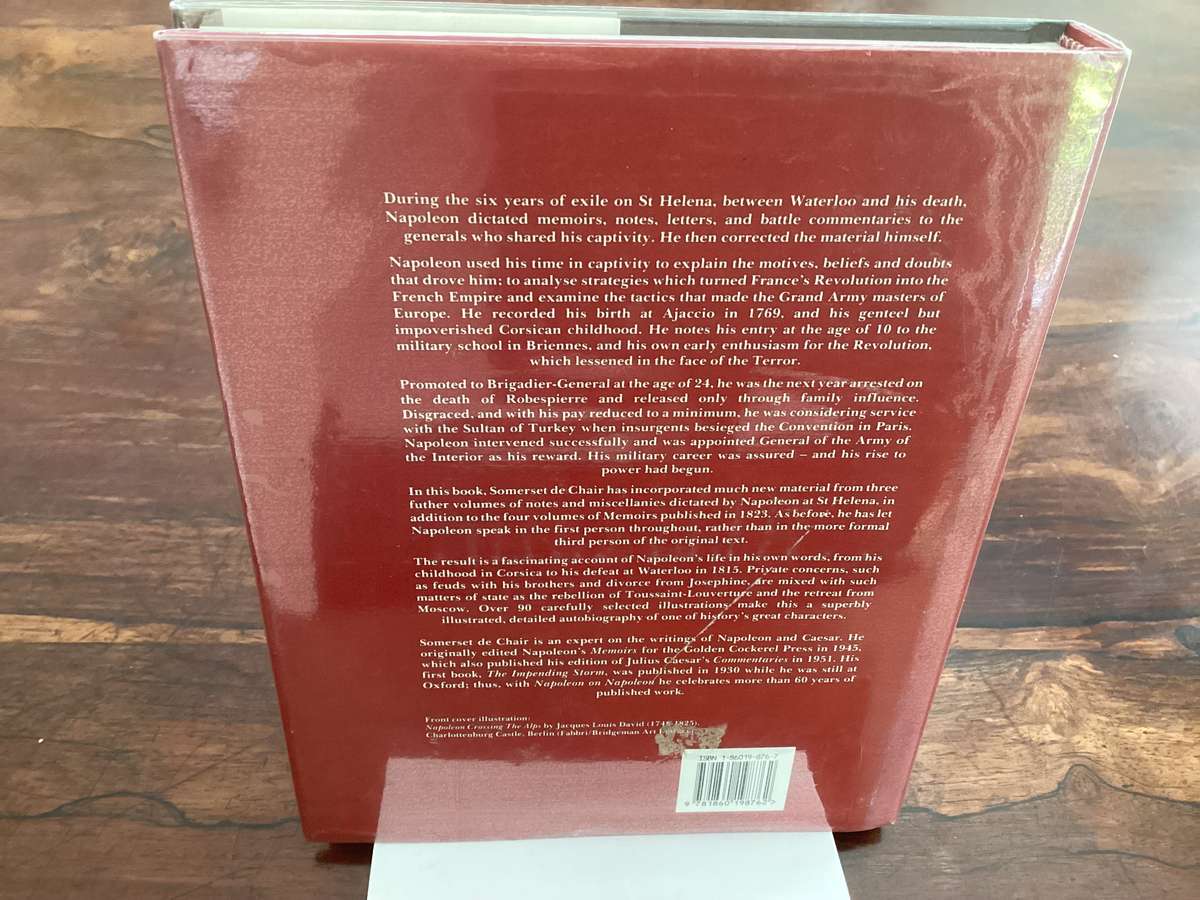 During the six years of exile on St Helena, between Waterloo and his death,
Napoleon dictated memoirs, notes, letters, and battle commentaries to the
generals who shared his captivity. He then corrected the material himself.
Napoleon used his time in captivity to explain the motives, beliefs and doubts
that drove him; to analyse strategies which turned France's Revolution into the
French Empire and examine the tactics that made the Grand Army masters of
Europe. He recorded his birth at Ajaccio in 1769, and his genteel but
impoverished Corsican childhood. He notes his entry at the age of 10 to the
military school in Briennes, and his own early enthusiasm for the Revolution,
which lessened in the face of the Terror.
Promoted to Brigadier-General at the age of 24, he was the next year arrested on
the death of Robespierre and released only through family influence.
Disgraced, and with his pay reduced to a minimum, he was considering service
with the Sultan of Turkey when insurgents besieged the Convention in Paris.
Napoleon intervened successfully and was appointed General of the Army of
the Interior as his reward. His military career was assured – and his rise to
power had begun.
In this book, Somerset de Chair has incorporated much new material from three
futher volumes of notes and miscellanies dictated by Napoleon at St Helena, in
addition to the four volumes of Memoirs published in 1823. As before, he has let
Napoleon speak in the first person throughout, rather than in the more formal
third person of the original text.
The result is a fascinating account of Napoleon's life in his own words, from his
childhood in Corsica to his defeat at Waterloo in 1815. Private concerns, such
as feuds with his brothers and divorce from Josephine, are mixed with such
matters of state as the rebellion of Toussaint-Louverture and the retreat from
Moscow. Over 90 carefully selected illustrations make this a superbly
illustrated, detailed autobiography of one of history's great characters.
Somerset de Chair is an expert on the writings of Napoleon and Caesar. He
originally edited Napoleon's Memoirs for the Golden Cockerel Press in 1945,
which also published his edition of Julius Caesar's Commentaries in 1951. His
first book, The Impending Storm, was published in 1930 while he was still at
Oxford; thus, with Napoleon on Napoleon he celebrates more than 60 years of
published work.
Front cover illustration:
Napoleon Crossing The Alps by Jacques Louis David (1748-1825),
Charlottenburg Castle, Berlin (Fabbri/Bridgeman Art
ISBN 1-86019-876-7
9 781860 198762